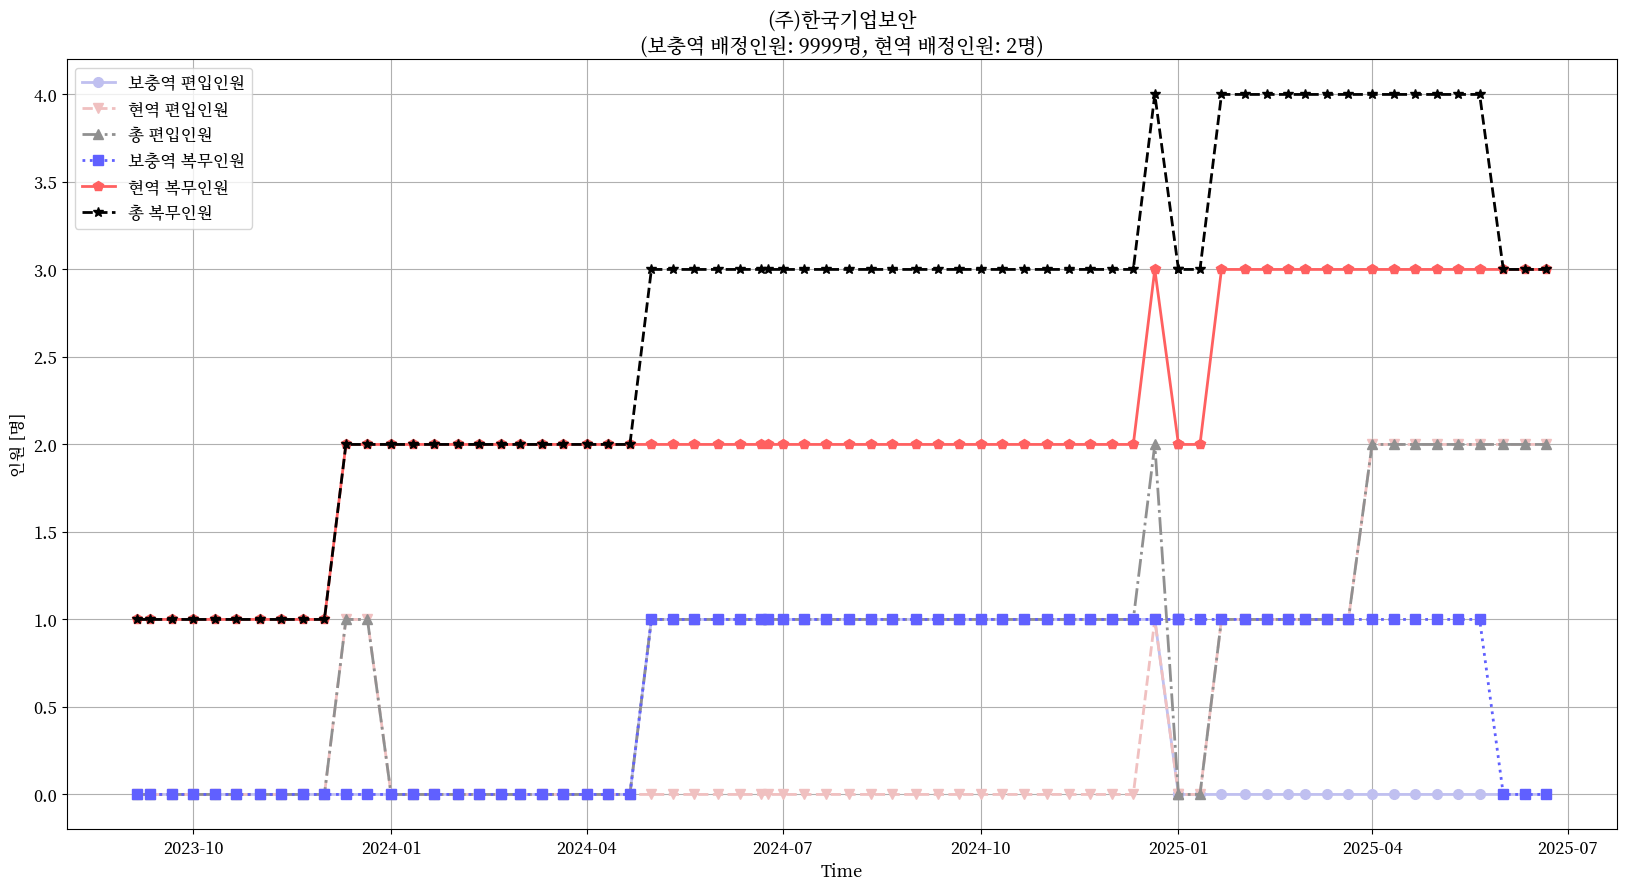 (주)한국기업보안
(보충역 배정인원: 9999명, 현역 배정인원: 2명)
보충역 편입인원
현역 편입인원
총 편입인원
보충역 복무인원
현역 복무인원
총 복무인원
4.0
3.5
3.0
2.5
2.0
1.5
1.0
0.5
0.0
인원 [명]
2023-10
2024-01
2024-04
2024-07
2024-10
2025-01
2025-04
2025-07
Time